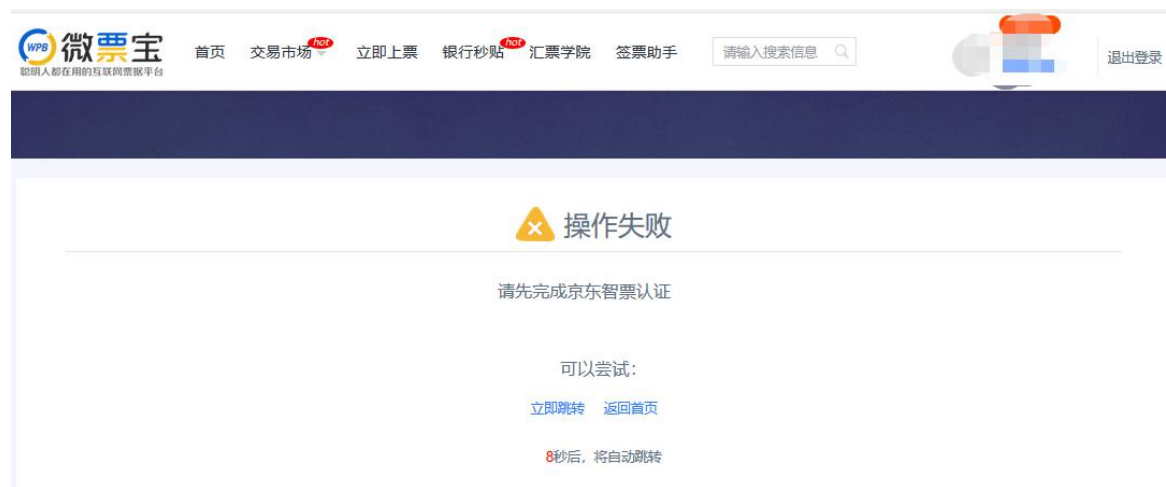 WPB 微票宝
聪明人都在用的互联网票据平台
首页 交易市场 hot 立即上票 银行秒贴 hot 汇票学院 签票助手 请输入搜索信息 退出登录
操作失败
请先完成京东智票认证
可以尝试：
立即跳转 返回首页
8秒后，将自动跳转